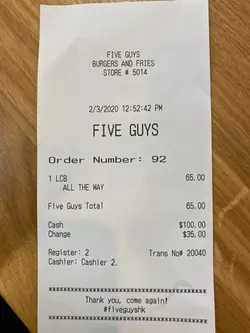 FIVE GUYS
BURGERS AND FRIES
STORE # 5014
2/3/2020 12:52:42 PM
FIVE GUYS
Order Number: 92
1 LCB 65.00
ALL THE WAY
Five Guys Total 65.00
Cash $100.00
Change $35.00
Register: 2 Trans No# 20040
Cashier: Cashier 2.
*****************************************
Thank you, come again!
#fiveguyshk
*****************************************